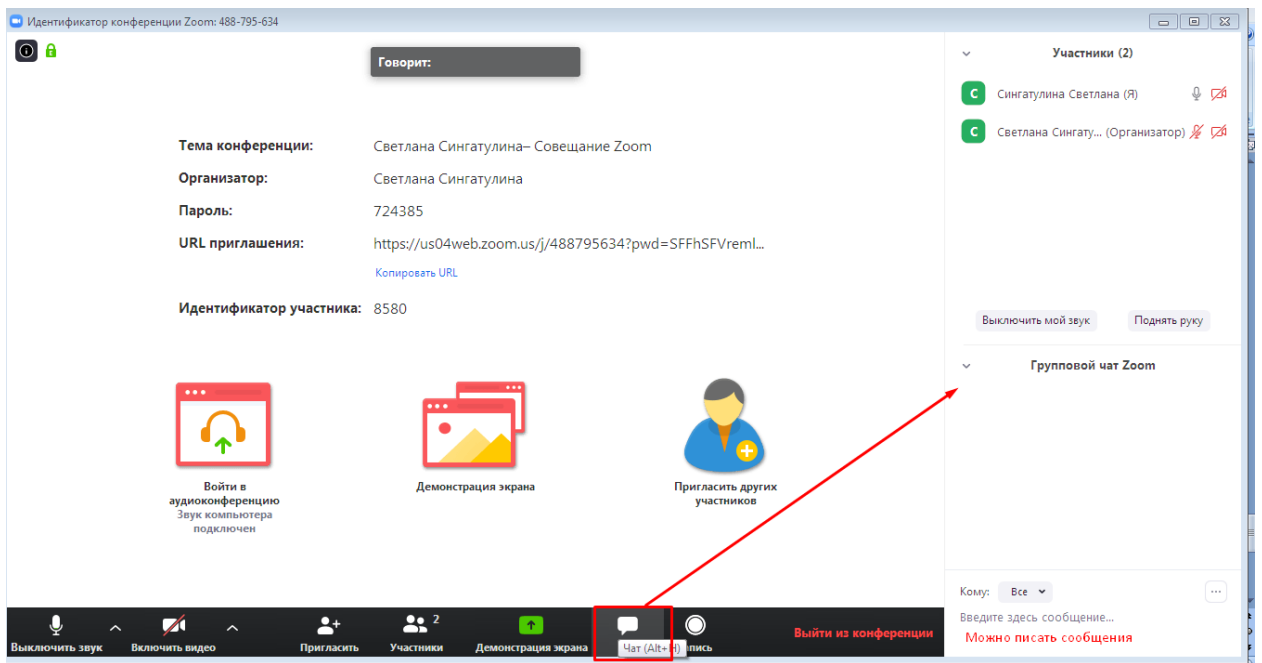 Идентификатор конференции Zoom: 488-795-634
Говорит:
Участники (2)
С Сингатулина Светлана (Я)
С Светлана Сингату... (Организатор)
Тема конференции: Светлана Сингатулина– Совещание Zoom
Организатор: Светлана Сингатулина
Пароль: 724385
URL приглашения: https://us04web.zoom.us/j/488795634?pwd=SFFhSFVreml...
Копировать URL
Идентификатор участника: 8580
Выключить мой звук Поднять руку
Групповой чат Zoom
Войти в
аудиоконференцию
Звук компьютера
подключен
Демонстрация экрана
Пригласить других
участников
Кому: Все
Введите здесь сообщение...
Можно писать сообщения
2
Выключить звук Включить видео Пригласить Участники Демонстрация экрана
Чат (Alt+H)
Выйти из конференции